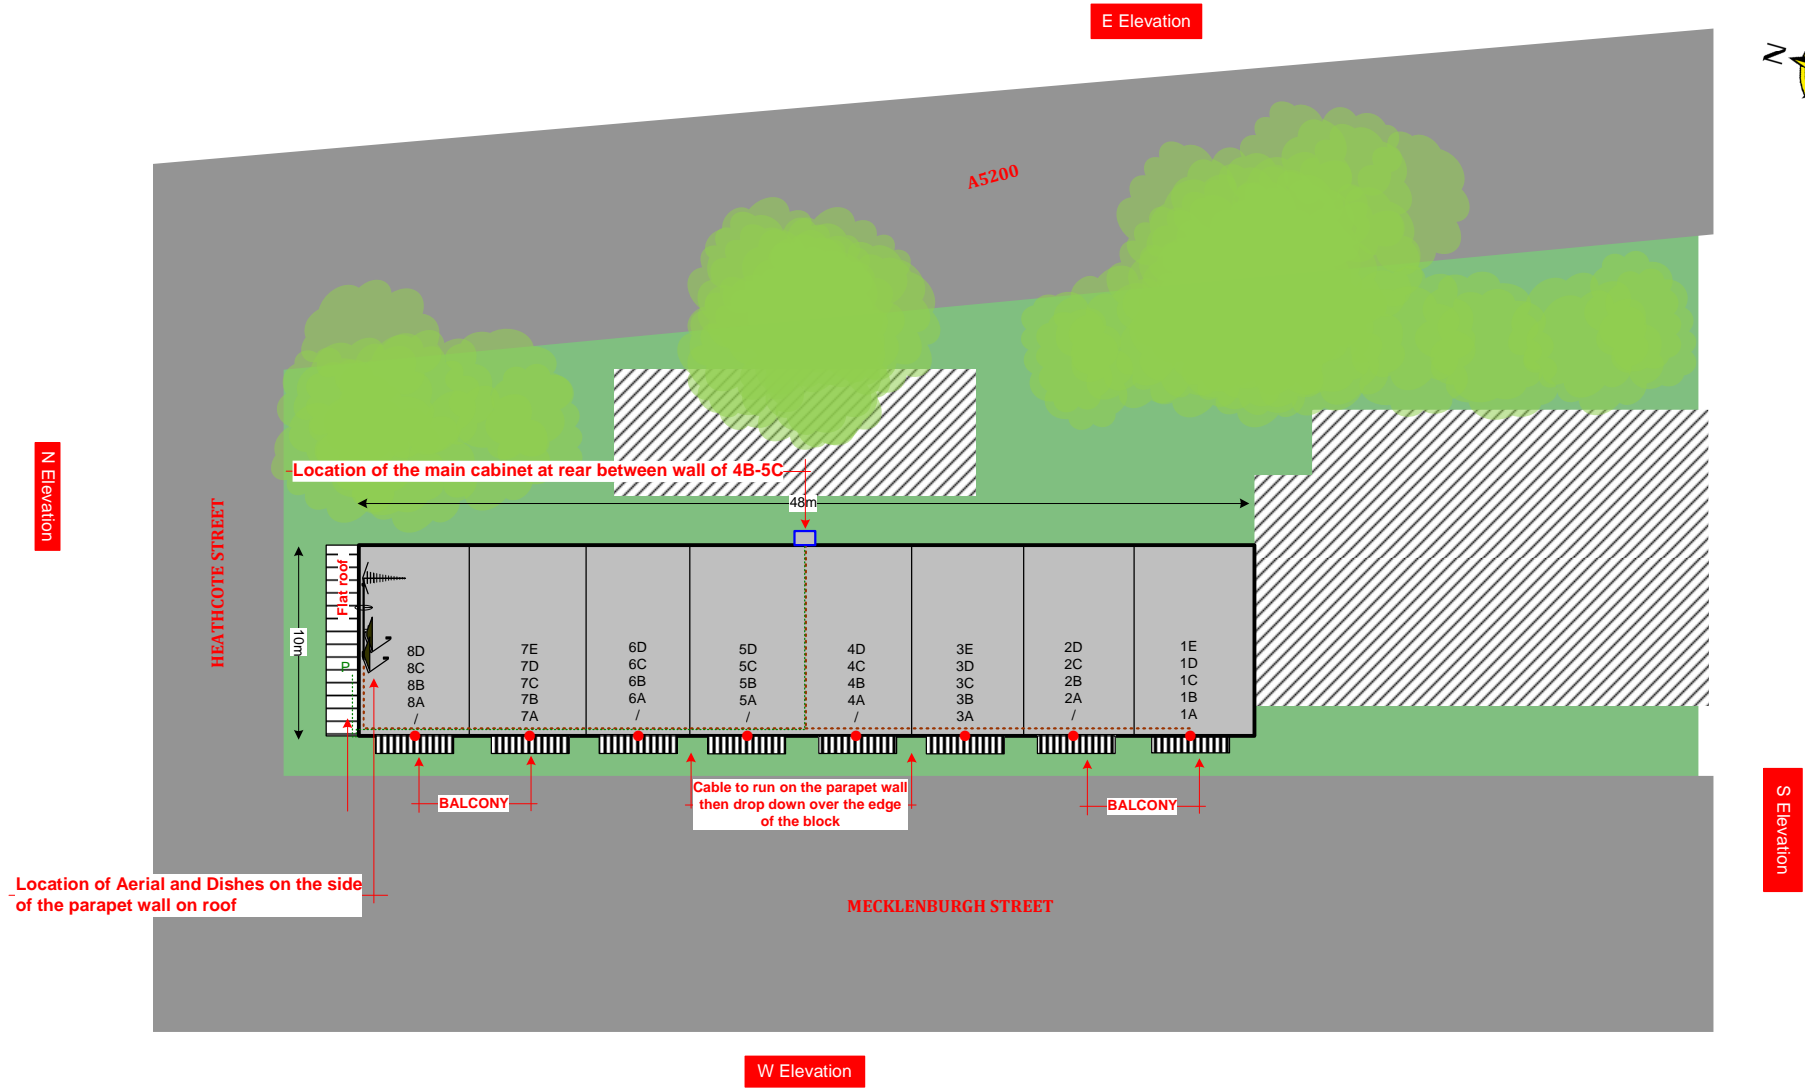 E Elevation
N
A5200
N Elevation
HEATHCOTE STREET
Location of the main cabinet at rear between wall of 4B-5C
48m
10m
Flat roof
P
8D
8C
8B
8A
/
7E
7D
7C
7B
7A
6D
6C
6B
6A
/
5D
5C
5B
5A
/
4D
4C
4B
4A
/
3E
3D
3C
3B
3A
2D
2C
2B
2A
/
1E
1D
1C
1B
1A
BALCONY
Cable to run on the parapet wall
then drop down over the edge
of the block
BALCONY
S Elevation
Location of Aerial and Dishes on the side
of the parapet wall on roof
MECKLENBURGH STREET
W Elevation